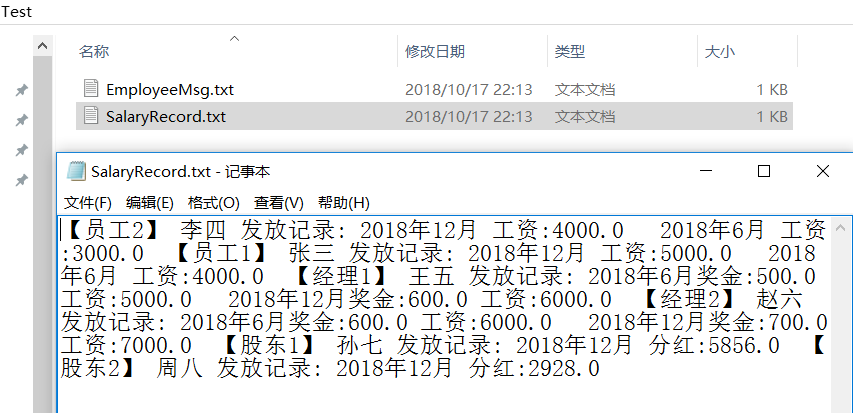 Test
名称 修改日期 类型 大小
EmployeeMsg.txt 2018/10/17 22:13 文本文档 1 KB
SalaryRecord.txt 2018/10/17 22:13 文本文档 1 KB
SalaryRecord.txt - 记事本
文件(F) 编辑(E) 格式(O) 查看(V) 帮助(H)
【员工2】 李四 发放记录: 2018年12月 工资:4000.0 2018年6月 工资
:3000.0 【员工1】 张三 发放记录: 2018年12月 工资:5000.0 2018
年6月 工资:4000.0 【经理1】 王五 发放记录: 2018年6月奖金:500.0
工资:5000.0 2018年12月奖金:600.0 工资:6000.0 【经理2】 赵六
发放记录: 2018年6月奖金:600.0 工资:6000.0 2018年12月奖金:700.0
工资:7000.0 【股东1】 孙七 发放记录: 2018年12月 分红:5856.0 【
股东2】 周八 发放记录: 2018年12月 分红:2928.0